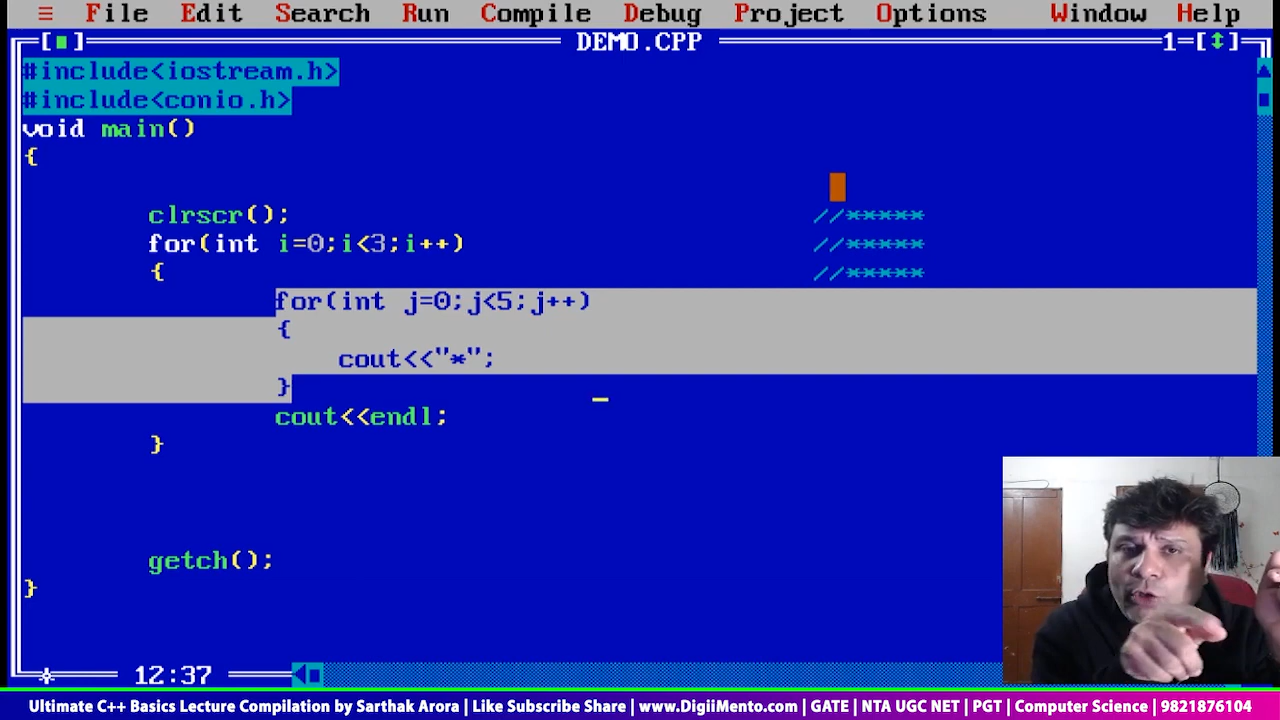 ≡ File Edit Search Run Compile Debug Project Options Window Help
[■] DEMO.CPP 1=[↕]
#include<iostream.h>
#include<conio.h>
void main()
{
clrscr(); //*****
for(int i=0;i<3;i++) //*****
{ //*****
for(int j=0;j<5;j++)
{
cout<<"*";
}
cout<<endl;
}
getch();
}
12:37
Ultimate C++ Basics Lecture Compilation by Sarthak Arora | Like Subscribe Share | www.DigiiMento.com | GATE | NTA UGC NET | PGT | Computer Science | 9821876104